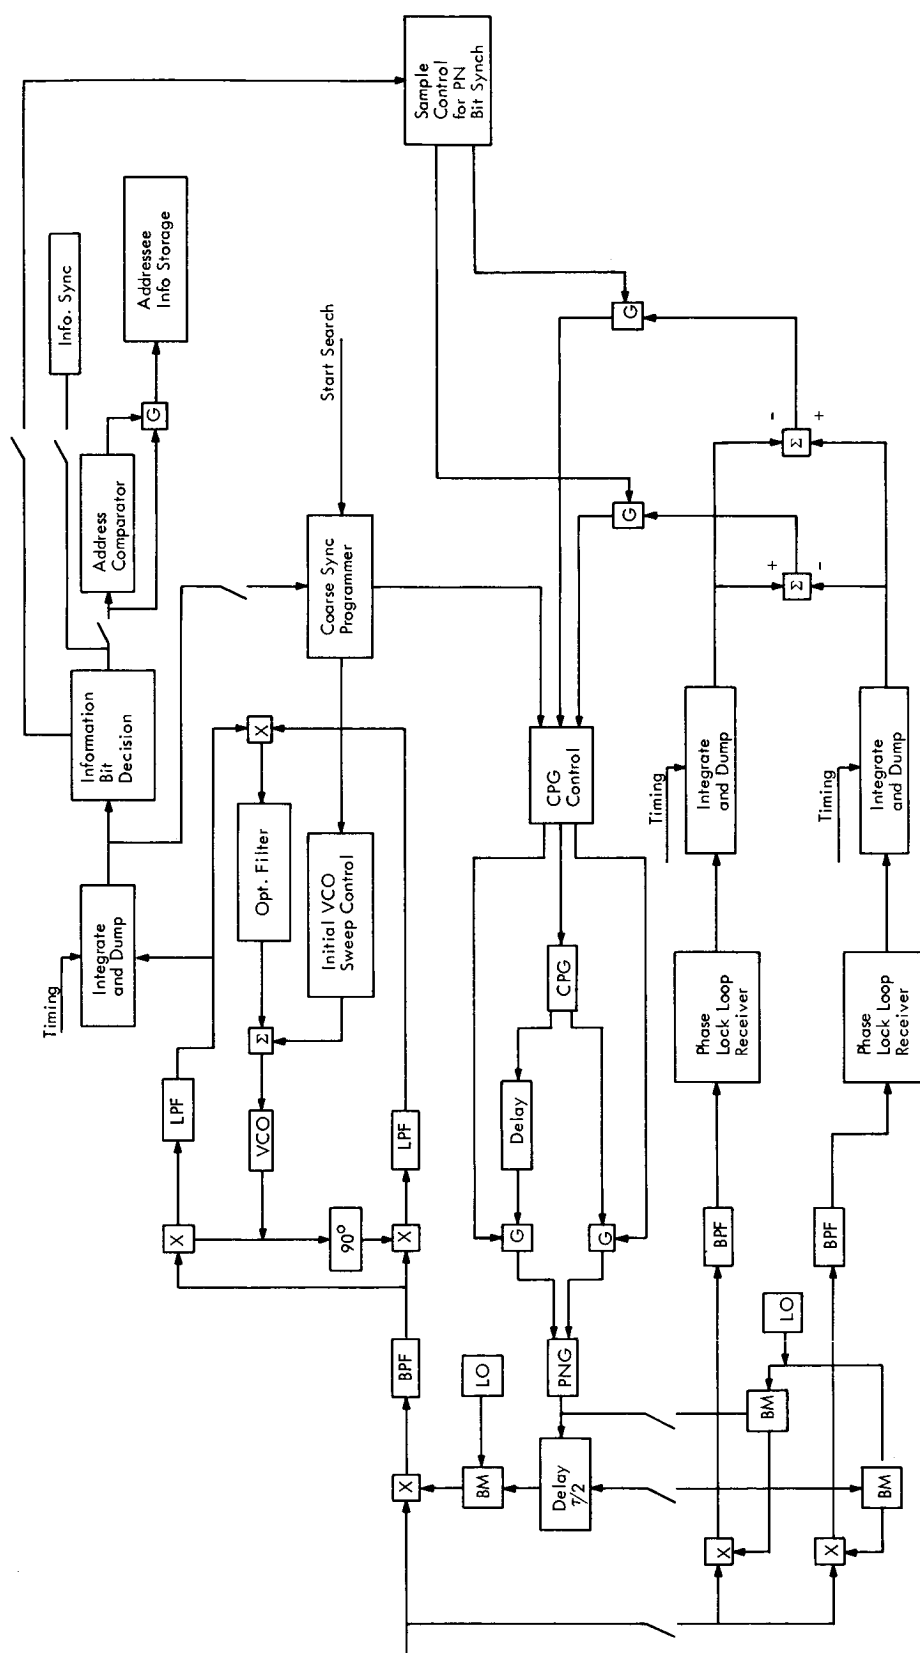 Sample
Control
for PN
Bit Synch
Info. Sync
Addressee
Info Storage
G
Address
Comparator
Start Search
Information
Bit
Decision
Coarse Sync
Programmer
Timing
Integrate
and Dump
X
Opt. Filter
Initial VCO
Sweep Control
Σ
VCO
LPF
LPF
X
90°
X
BPF
LO
X
BM
Delay
τ/2
PNG
G
G
Delay
CPG
CPG
Control
G
G
-
Σ
+
+
Σ
-
Timing
Integrate
and Dump
Timing
Integrate
and Dump
Phase
Lock Loop
Receiver
Phase
Lock Loop
Receiver
BPF
BPF
LO
BM
BM
X
X